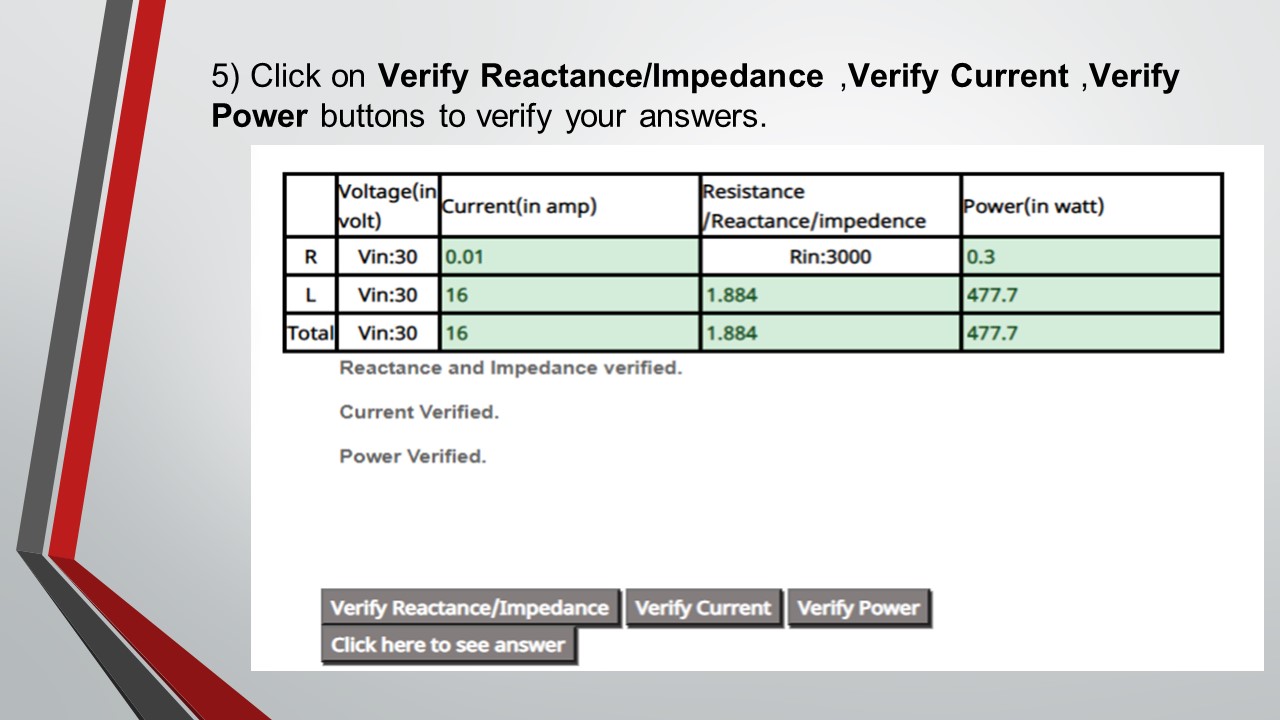 5) Click on Verify Reactance/Impedance ,Verify Current ,Verify
Power buttons to verify your answers.
Voltage(in volt) Current(in amp) Resistance /Reactance/impedence Power(in watt)
R Vin:30 0.01 Rin:3000 0.3
L Vin:30 16 1.884 477.7
Total Vin:30 16 1.884 477.7
Reactance and Impedance verified.
Current Verified.
Power Verified.
Verify Reactance/Impedance Verify Current Verify Power
Click here to see answer